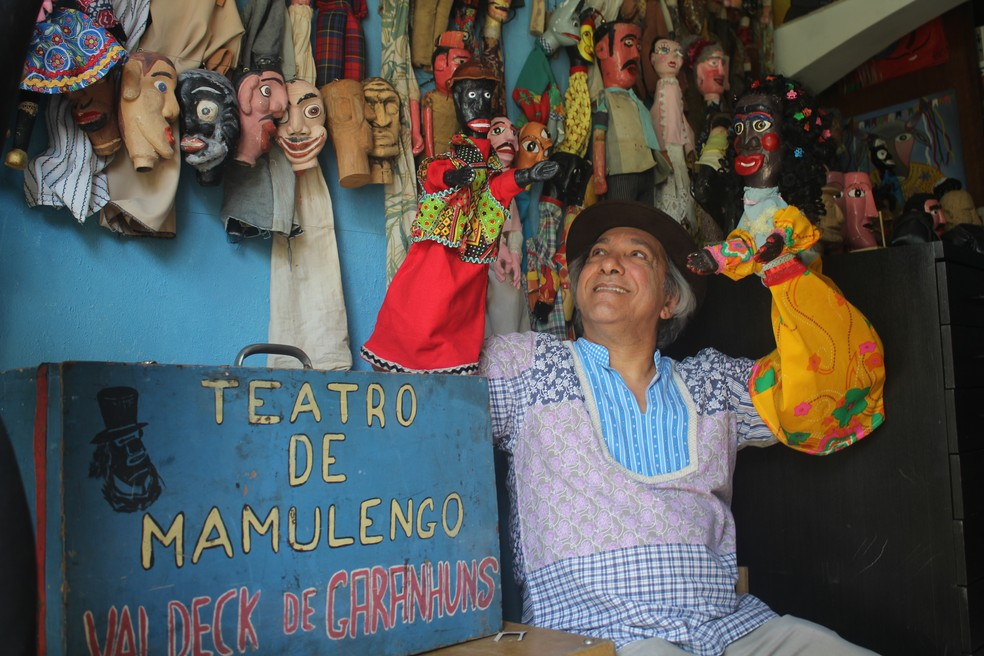 TEATRO
DE
MAMULENGO
VALDECK DE GARANHUNS